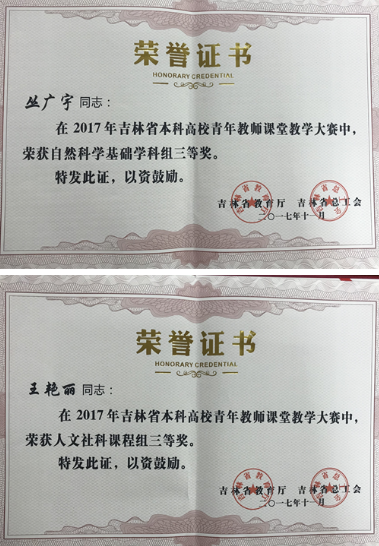 荣誉证书
HONORARY CREDENTIAL
丛广宇 同志：
在 2017 年吉林省本科高校青年教师课堂教学大赛中，
荣获自然科学基础学科组三等奖。
特发此证，以资鼓励。
吉林省教育厅 吉林省总工会
二〇一七年十一月
荣誉证书
HONORARY CREDENTIAL
王艳丽 同志：
在 2017 年吉林省本科高校青年教师课堂教学大赛中，
荣获人文社科课程组三等奖。
特发此证，以资鼓励。
吉林省教育厅 吉林省总工会
二〇一七年十一月